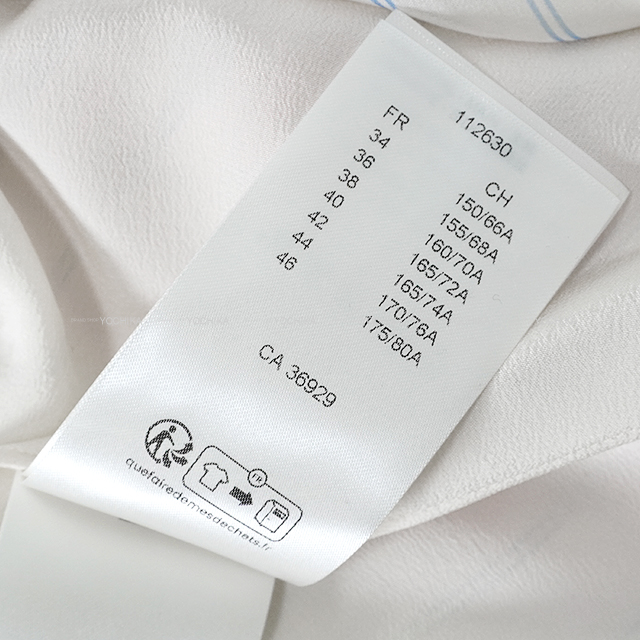 112630
FR CH
34 150/66A
36 155/68A
38 160/70A
40 165/72A
42 165/74A
44 170/76A
46 175/80A
CA 36929
FR
quefairedemesdechets.fr